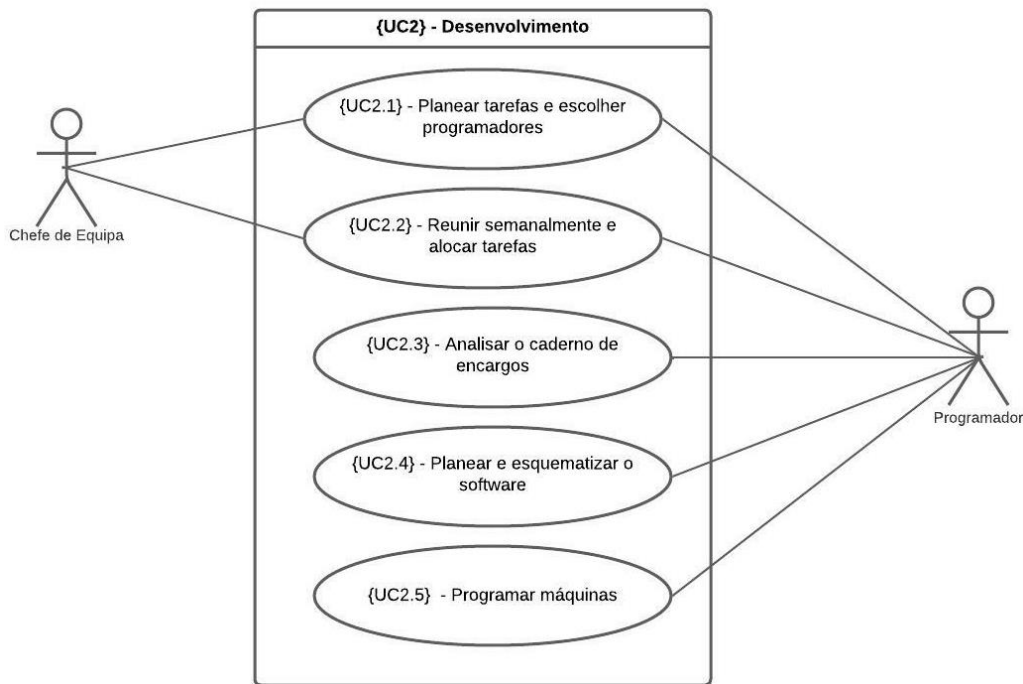 {UC2} - Desenvolvimento
{UC2.1} - Planear tarefas e escolher
programadores
{UC2.2} - Reunir semanalmente e
alocar tarefas
Chefe de Equipa
{UC2.3} - Analisar o caderno de
encargos
Programador
{UC2.4} - Planear e esquematizar o
software
{UC2.5} - Programar máquinas